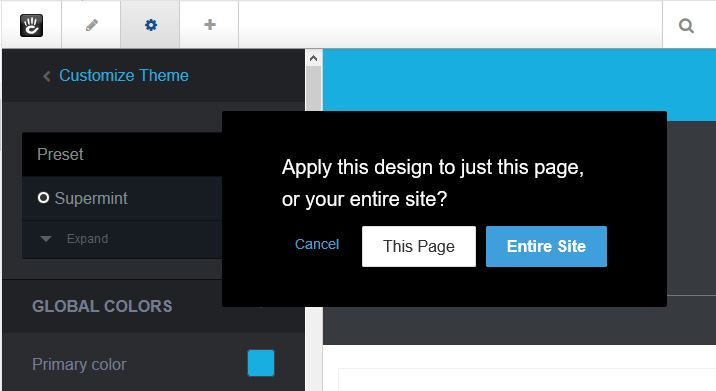 Customize Theme
Preset
Supermint
Expand
GLOBAL COLORS
Primary color
Apply this design to just this page,
or your entire site?
Cancel
This Page
Entire Site